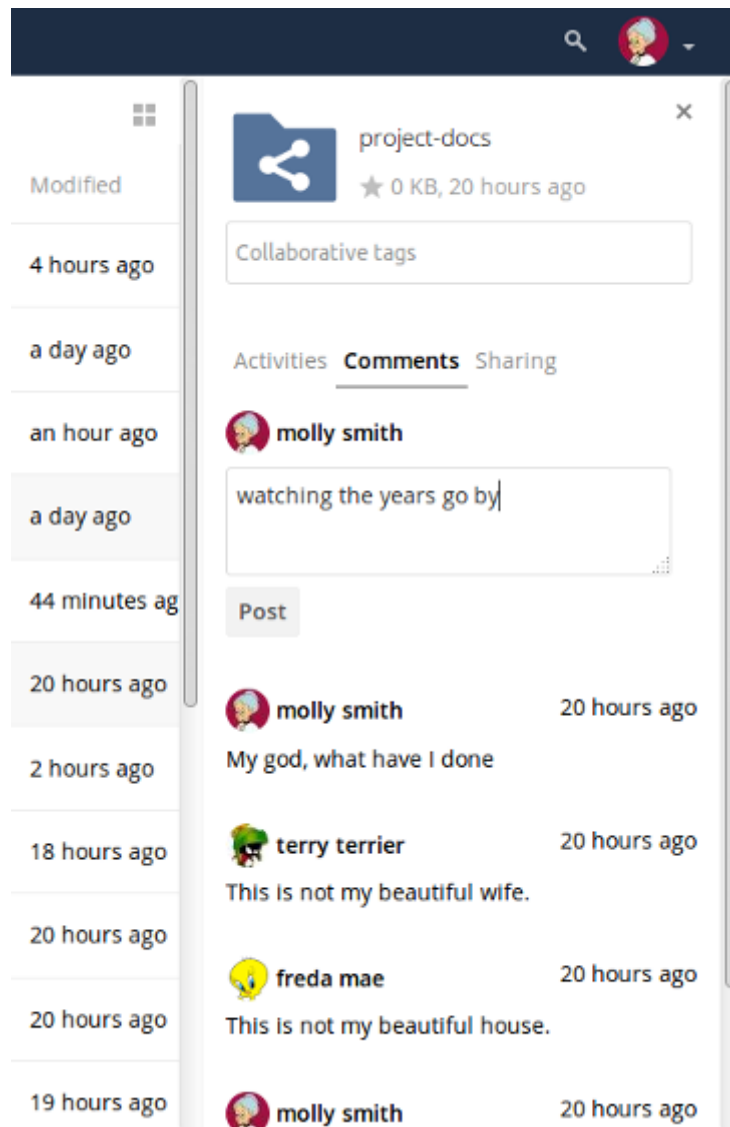 project-docs
0 KB, 20 hours ago
Modified
Collaborative tags
4 hours ago
a day ago
an hour ago
a day ago
44 minutes ag
20 hours ago
2 hours ago
18 hours ago
20 hours ago
20 hours ago
19 hours ago
Activities Comments Sharing
molly smith
watching the years go by
Post
molly smith 20 hours ago
My god, what have I done
terry terrier 20 hours ago
This is not my beautiful wife.
freda mae 20 hours ago
This is not my beautiful house.
molly smith 20 hours ago